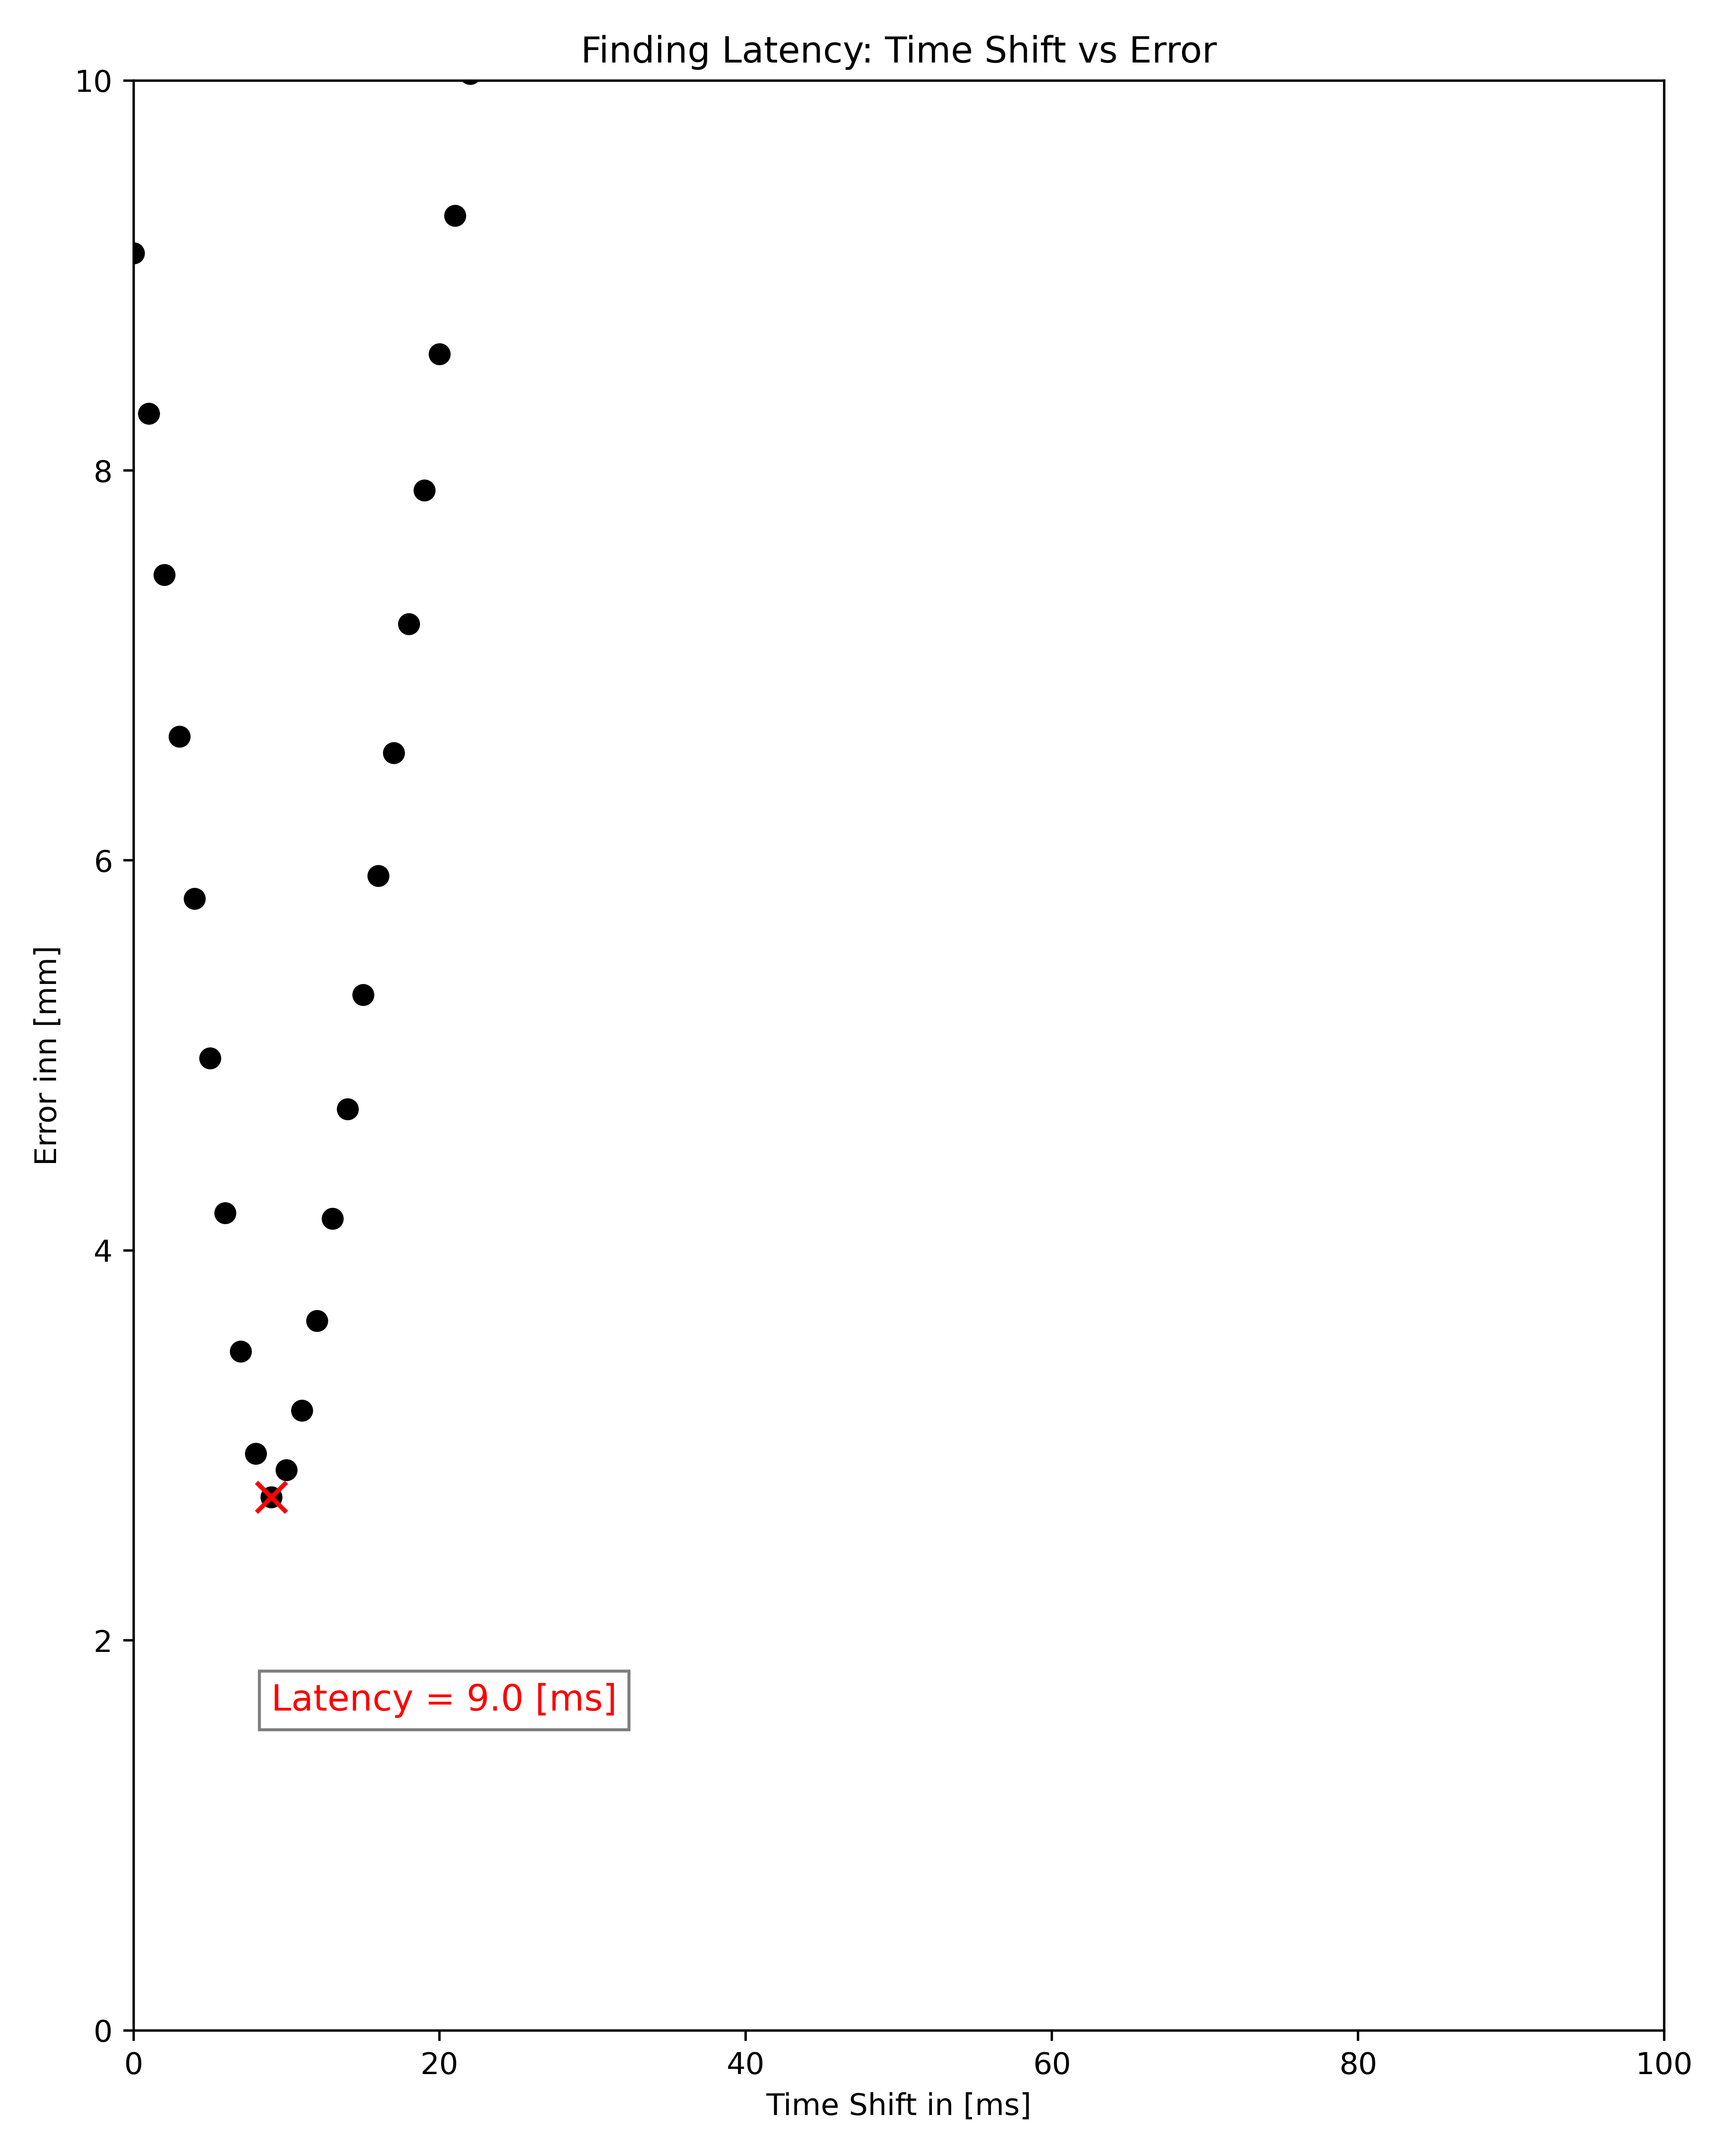 Finding Latency: Time Shift vs Error
10
8
6
4
2
0
Error inn [mm]
Latency = 9.0 [ms]
0 20 40 60 80 100
Time Shift in [ms]